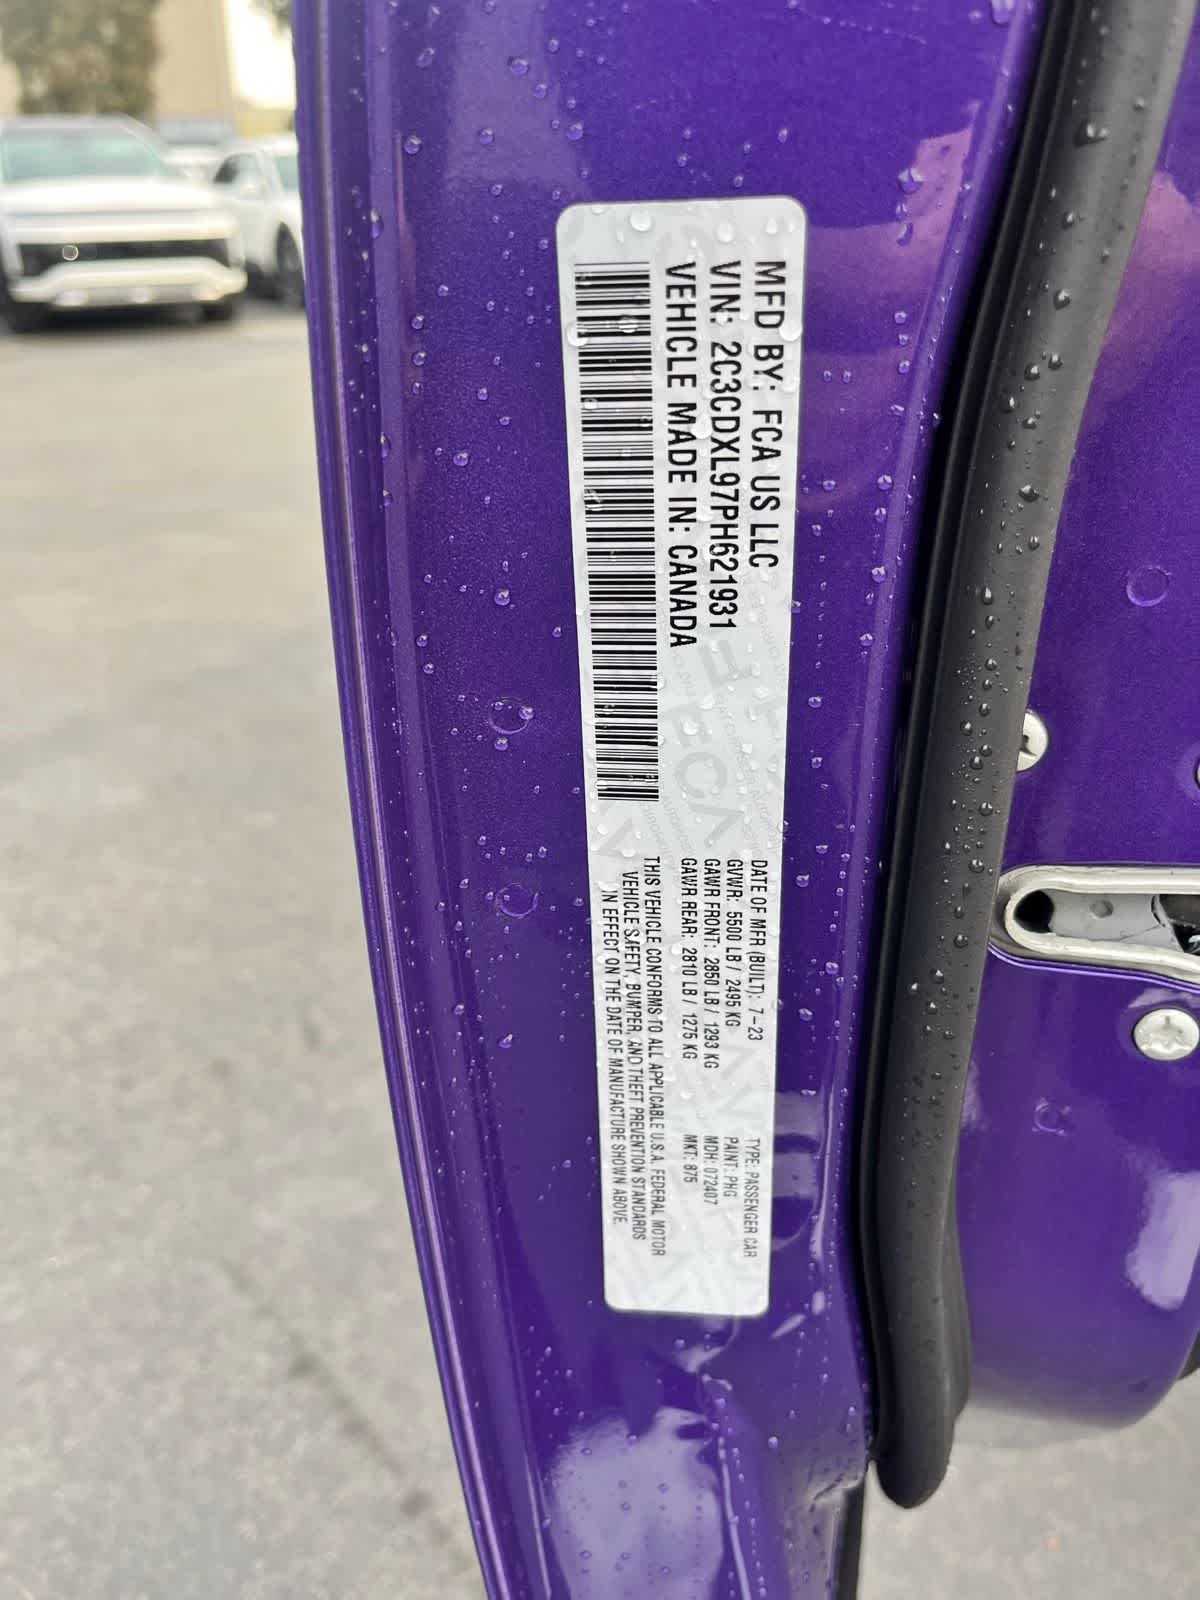 MFD BY: FCA US LLC
VIN: 2C3CDXL97PH621931
VEHICLE MADE IN: CANADA
DATE OF MFR (BUILT): 7-23
GVWR: 5500 LB / 2495 KG
GAWR FRONT: 2850 LB / 1293 KG
GAWR REAR: 2810 LB / 1275 KG
TYPE: PASSENGER CAR
PAINT: PHG
MDH: 072407
MKT: 875
THIS VEHICLE CONFORMS TO ALL APPLICABLE U.S.A. FEDERAL MOTOR
VEHICLE SAFETY, BUMPER, AND THEFT PREVENTION STANDARDS
IN EFFECT ON THE DATE OF MANUFACTURE SHOWN ABOVE.
FCA